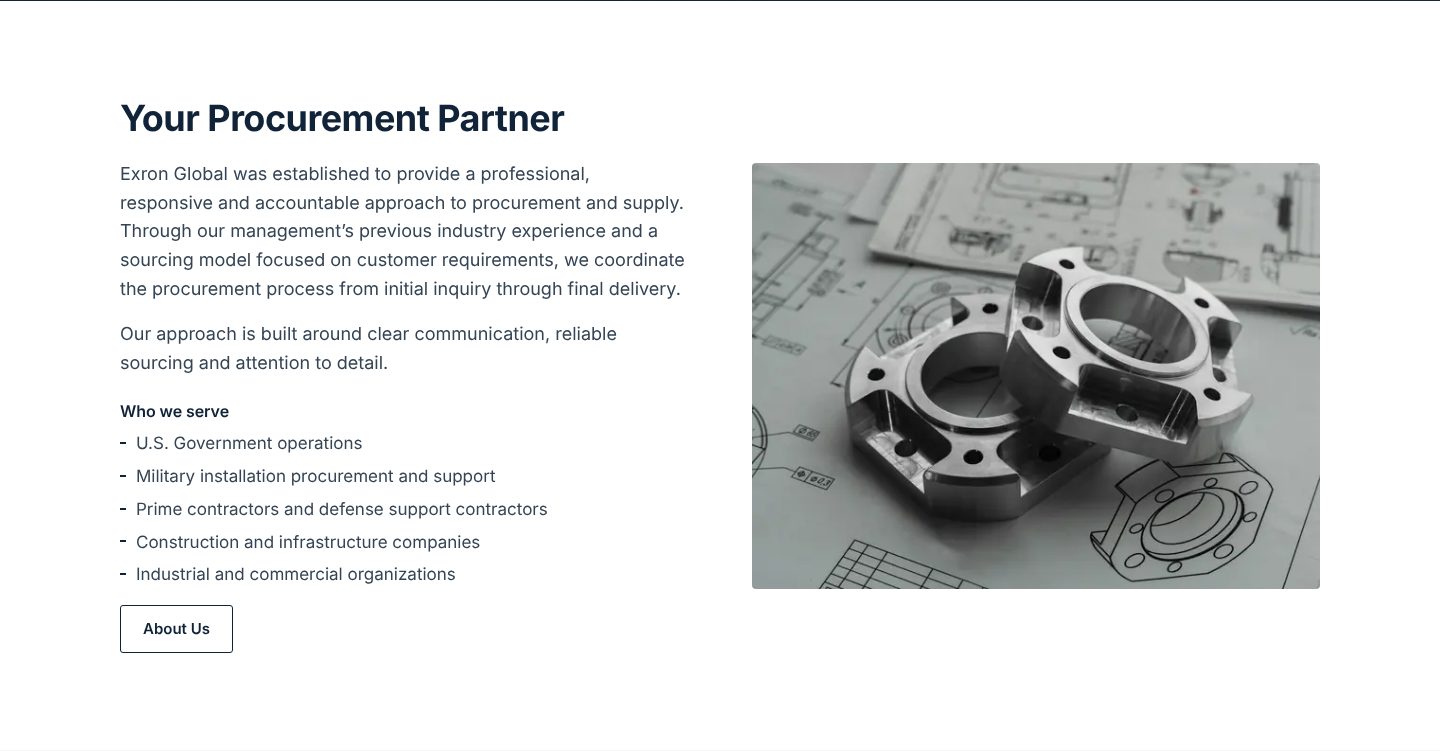 Your Procurement Partner
Exron Global was established to provide a professional,
responsive and accountable approach to procurement and supply.
Through our management’s previous industry experience and a
sourcing model focused on customer requirements, we coordinate
the procurement process from initial inquiry through final delivery.
Our approach is built around clear communication, reliable
sourcing and attention to detail.
Who we serve
U.S. Government operations
Military installation procurement and support
Prime contractors and defense support contractors
Construction and infrastructure companies
Industrial and commercial organizations
About Us